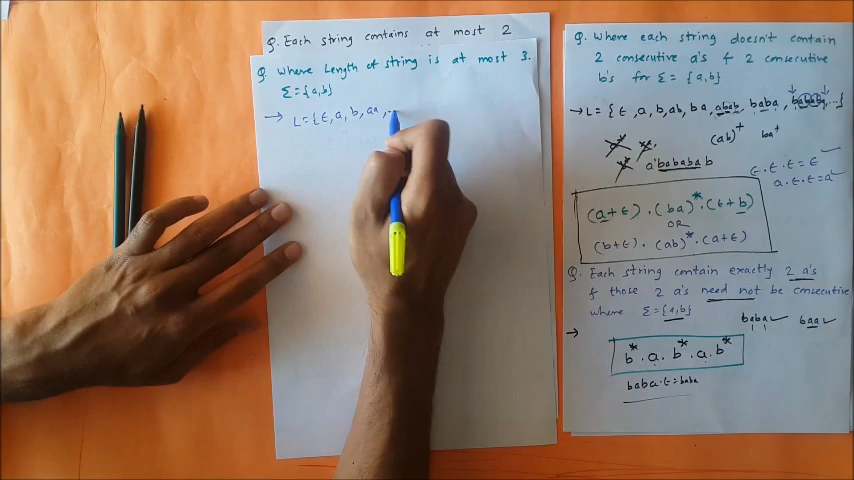 Q. Each string contains at most 2
Q. Where Length of string is at most 3.
Σ={a,b}
→ L={ε, a, b, aa,
Q. Where each string doesn't contain
2 consecutive a's & 2 consecutive
b's for Σ = {a,b}
→ L = {ε, a, b, ab, ba, abab, baba, babab, ...}
(ab)+ ba+
abababab
ε.ε.ε = ε ✓
a.ε.ε = a ✓
(a+ε).(ba)*.(ε+b)
OR
(b+ε).(ab)*.(a+ε)
Q. Each string contain exactly 2 a's
& those 2 a's need not be consecutive
where Σ={a,b}
baba ✓ baa ✓
→
b*.a.b*.a.b*
baba.ε=baba